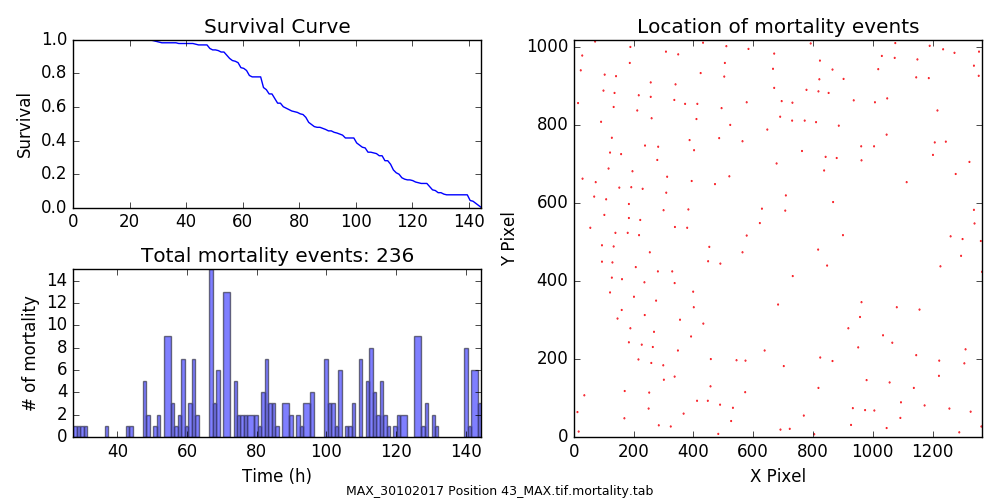 Survival Curve
1.0
0.8
0.6
0.4
0.2
0.0
Survival
0 20 40 60 80 100 120 140
Total mortality events: 236
14
12
10
8
6
4
2
0
# of mortality
40 60 80 100 120 140
Time (h)
Location of mortality events
1000
800
600
400
200
0
Y Pixel
0 200 400 600 800 1000 1200
X Pixel
MAX_30102017 Position 43_MAX.tif.mortality.tab